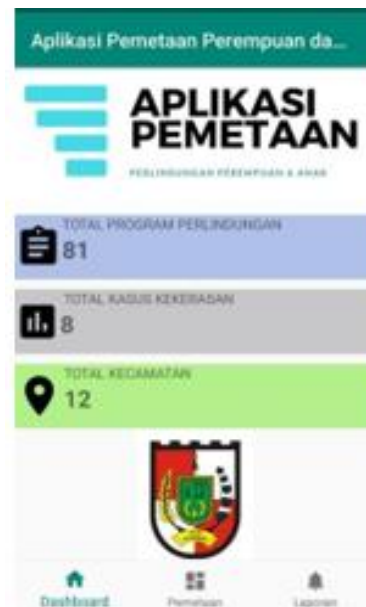 Aplikasi Pemetaan Perempuan da...
APLIKASI
PEMETAAN
PERLINDUNGAN PEREMPUAN & ANAK
TOTAL PROGRAM PERLINDUNGAN
81
TOTAL KASUS KEKERASAN
8
TOTAL KECAMATAN
12
Dashboard
Pemetaan
Laporan